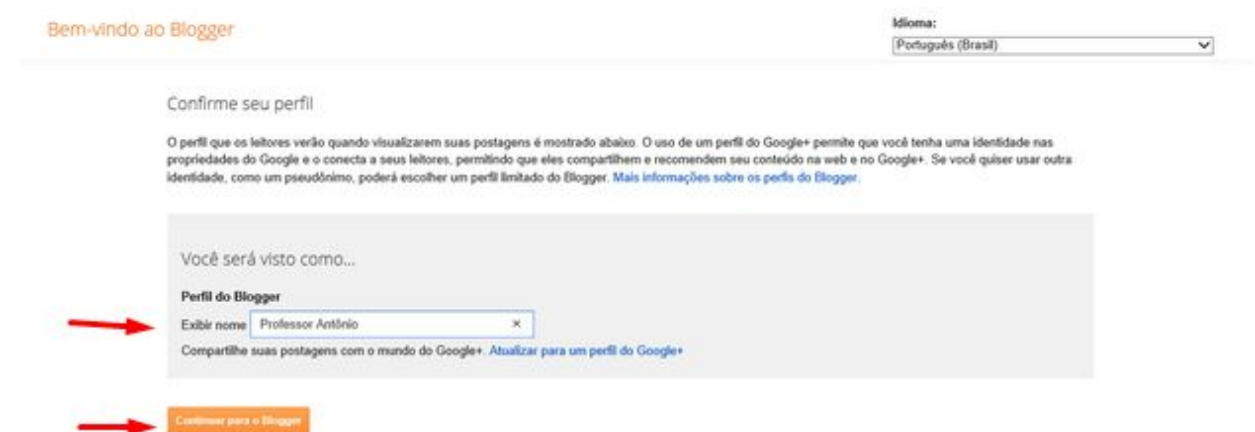 Bem-vindo ao Blogger
Idioma:
Português (Brasil)
Confirme seu perfil
O perfil que os leitores verão quando visualizarem suas postagens é mostrado abaixo. O uso de um perfil do Google+ permite que você tenha uma identidade nas
propriedades do Google e o conecta a seus leitores, permitindo que eles compartilhem e recomendem seu conteúdo na web e no Google+. Se você quiser usar outra
identidade, como um pseudônimo, poderá escolher um perfil limitado do Blogger. Mais informações sobre os perfis do Blogger.
Você será visto como...
Perfil do Blogger
Exibir nome Professor Antônio ×
Compartilhe suas postagens com o mundo do Google+. Atualizar para um perfil do Google+
Continuar para o Blogger